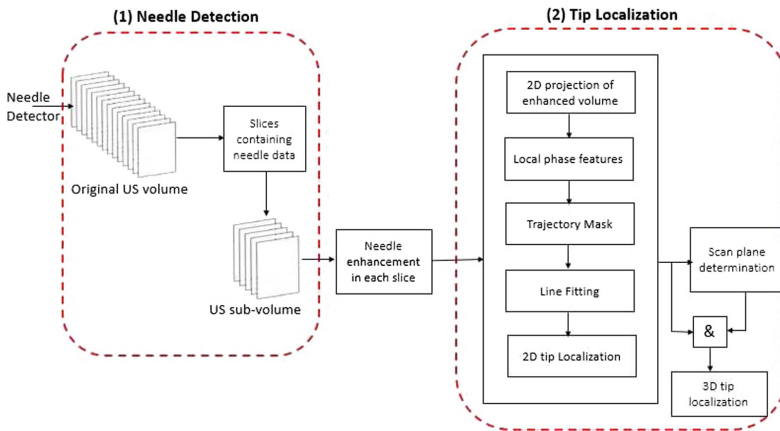 (1) Needle Detection
Needle
Detector
Original US volume
Slices
containing
needle data
US sub-volume
Needle
enhancement
in each slice
(2) Tip Localization
2D projection of
enhanced volume
Local phase features
Trajectory Mask
Line Fitting
2D tip Localization
Scan plane
determination
&
3D tip
localization